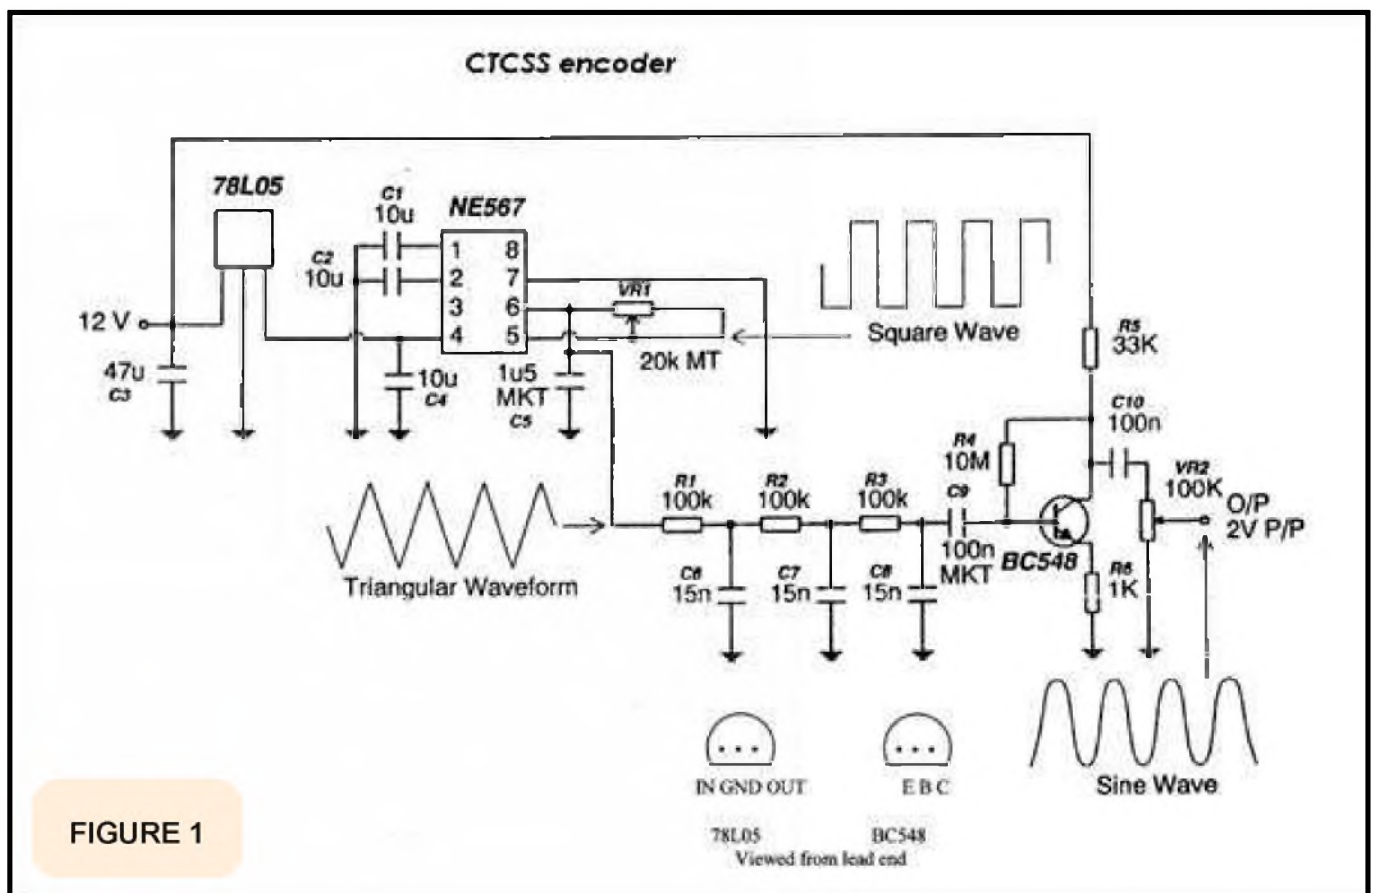 CTCSS encoder
78L05
C1
10u
NE567
C2
10u
1 8
2 7
3 6
4 5
VR1
20k MT
12 V
47u
C3
10u
C4
1u5
MKT
C5
Square Wave
R5
33K
C10
100n
R4
10M
VR2
100K
O/P
2V P/P
R1
100k
R2
100k
R3
100k
C9
100n
MKT
BC548
R6
1K
Triangular Waveform
C6
15n
C7
15n
C8
15n
Sine Wave
IN GND OUT
E B C
78L05
BC548
Viewed from lead end
FIGURE 1